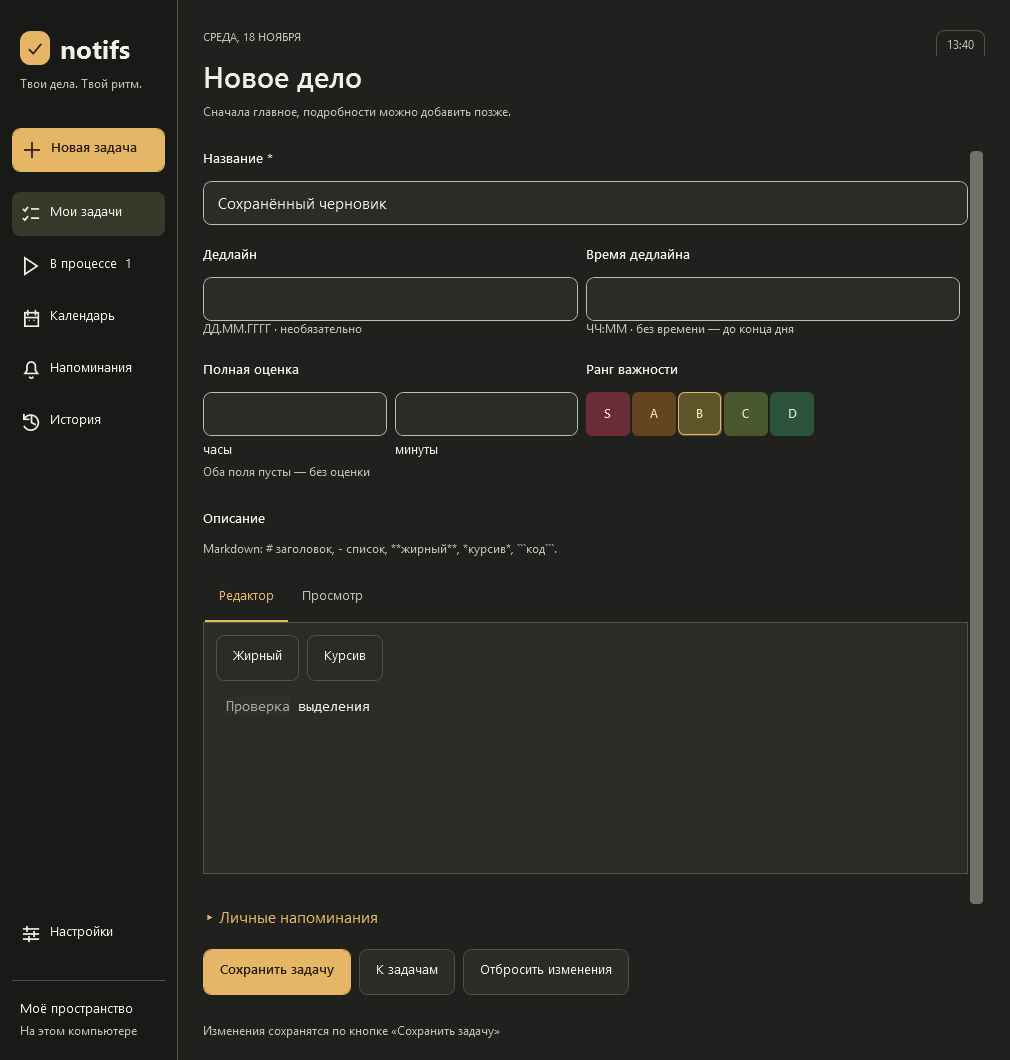 notifs
Твои дела. Твой ритм.
Новая задача
Мои задачи
В процессе 1
Календарь
Напоминания
История
Настройки
Моё пространство
На этом компьютере
СРЕДА, 18 НОЯБРЯ
13:40
Новое дело
Сначала главное, подробности можно добавить позже.
Название *
Сохранённый черновик
Дедлайн
Время дедлайна
ДД.ММ.ГГГГ · необязательно
ЧЧ:ММ · без времени — до конца дня
Полная оценка
Ранг важности
S A B C D
часы
минуты
Оба поля пусты — без оценки
Описание
Markdown: # заголовок, - список, **жирный**, *курсив*, ```код```.
Редактор
Просмотр
Жирный
Курсив
Проверка выделения
Личные напоминания
Сохранить задачу
К задачам
Отбросить изменения
Изменения сохранятся по кнопке «Сохранить задачу»